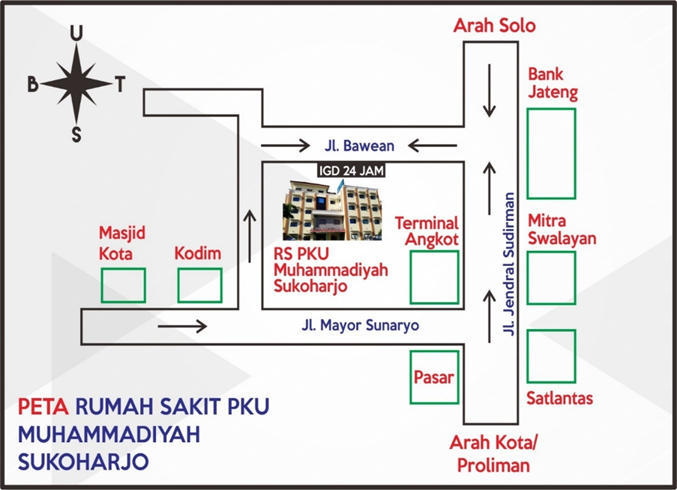 U
B
T
S
Arah Solo
Bank
Jateng
Jl. Bawean
IGD 24 JAM
Masjid
Kota
Kodim
RS PKU
Muhammadiyah
Sukoharjo
Terminal
Angkot
Jl. Jendral Sudirman
Mitra
Swalayan
Jl. Mayor Sunaryo
Pasar
Satlantas
PETA RUMAH SAKIT PKU
MUHAMMADIYAH
SUKOHARJO
Arah Kota/
Proliman